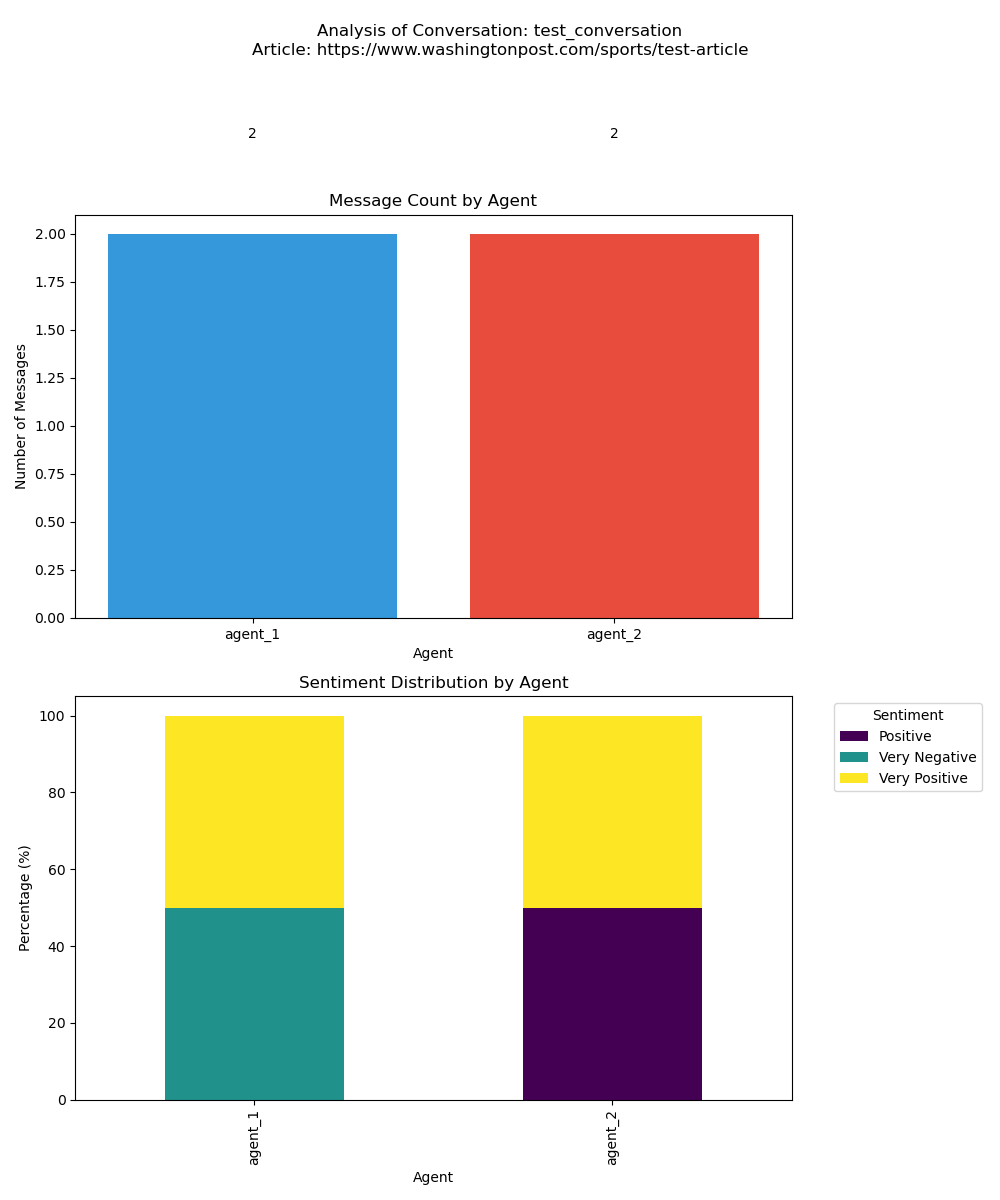 Analysis of Conversation: test_conversation
Article: https://www.washingtonpost.com/sports/test-article
2 2
Message Count by Agent
Number of Messages
2.00
1.75
1.50
1.25
1.00
0.75
0.50
0.25
0.00
agent_1 agent_2
Agent
Sentiment Distribution by Agent
Percentage (%)
100
80
60
40
20
0
agent_1 agent_2
Agent
Sentiment
Positive
Very Negative
Very Positive